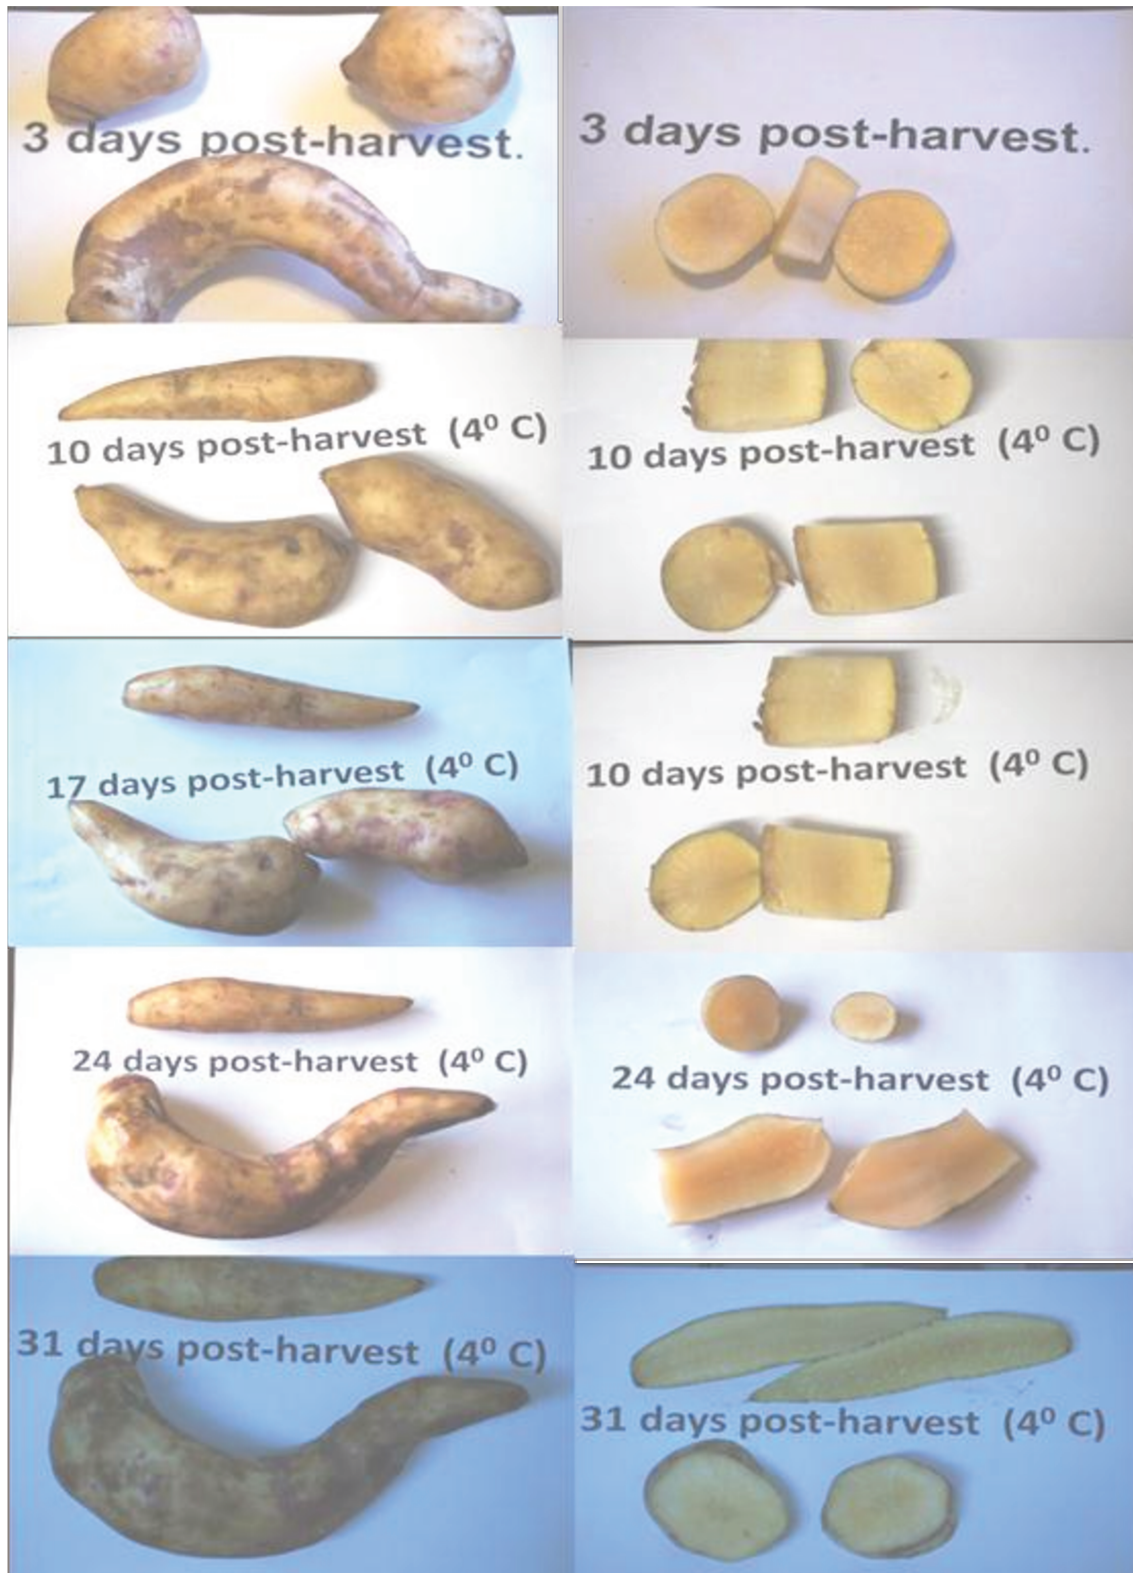 3 days post-harvest.
3 days post-harvest.
10 days post-harvest (4⁰ C)
10 days post-harvest (4⁰ C)
17 days post-harvest (4⁰ C)
10 days post-harvest (4⁰ C)
24 days post-harvest (4⁰ C)
24 days post-harvest (4⁰ C)
31 days post-harvest (4⁰ C)
31 days post-harvest (4⁰ C)